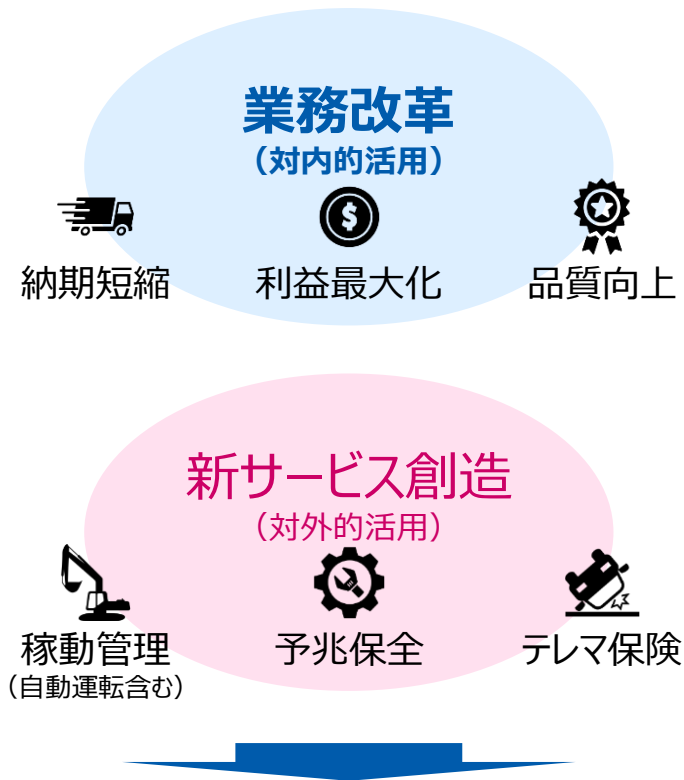 業務改革
（対内的活用）
$
納期短縮 利益最大化 品質向上
新サービス創造
（対外的活用）
稼動管理 予兆保全 テレマ保険
（自動運転含む）